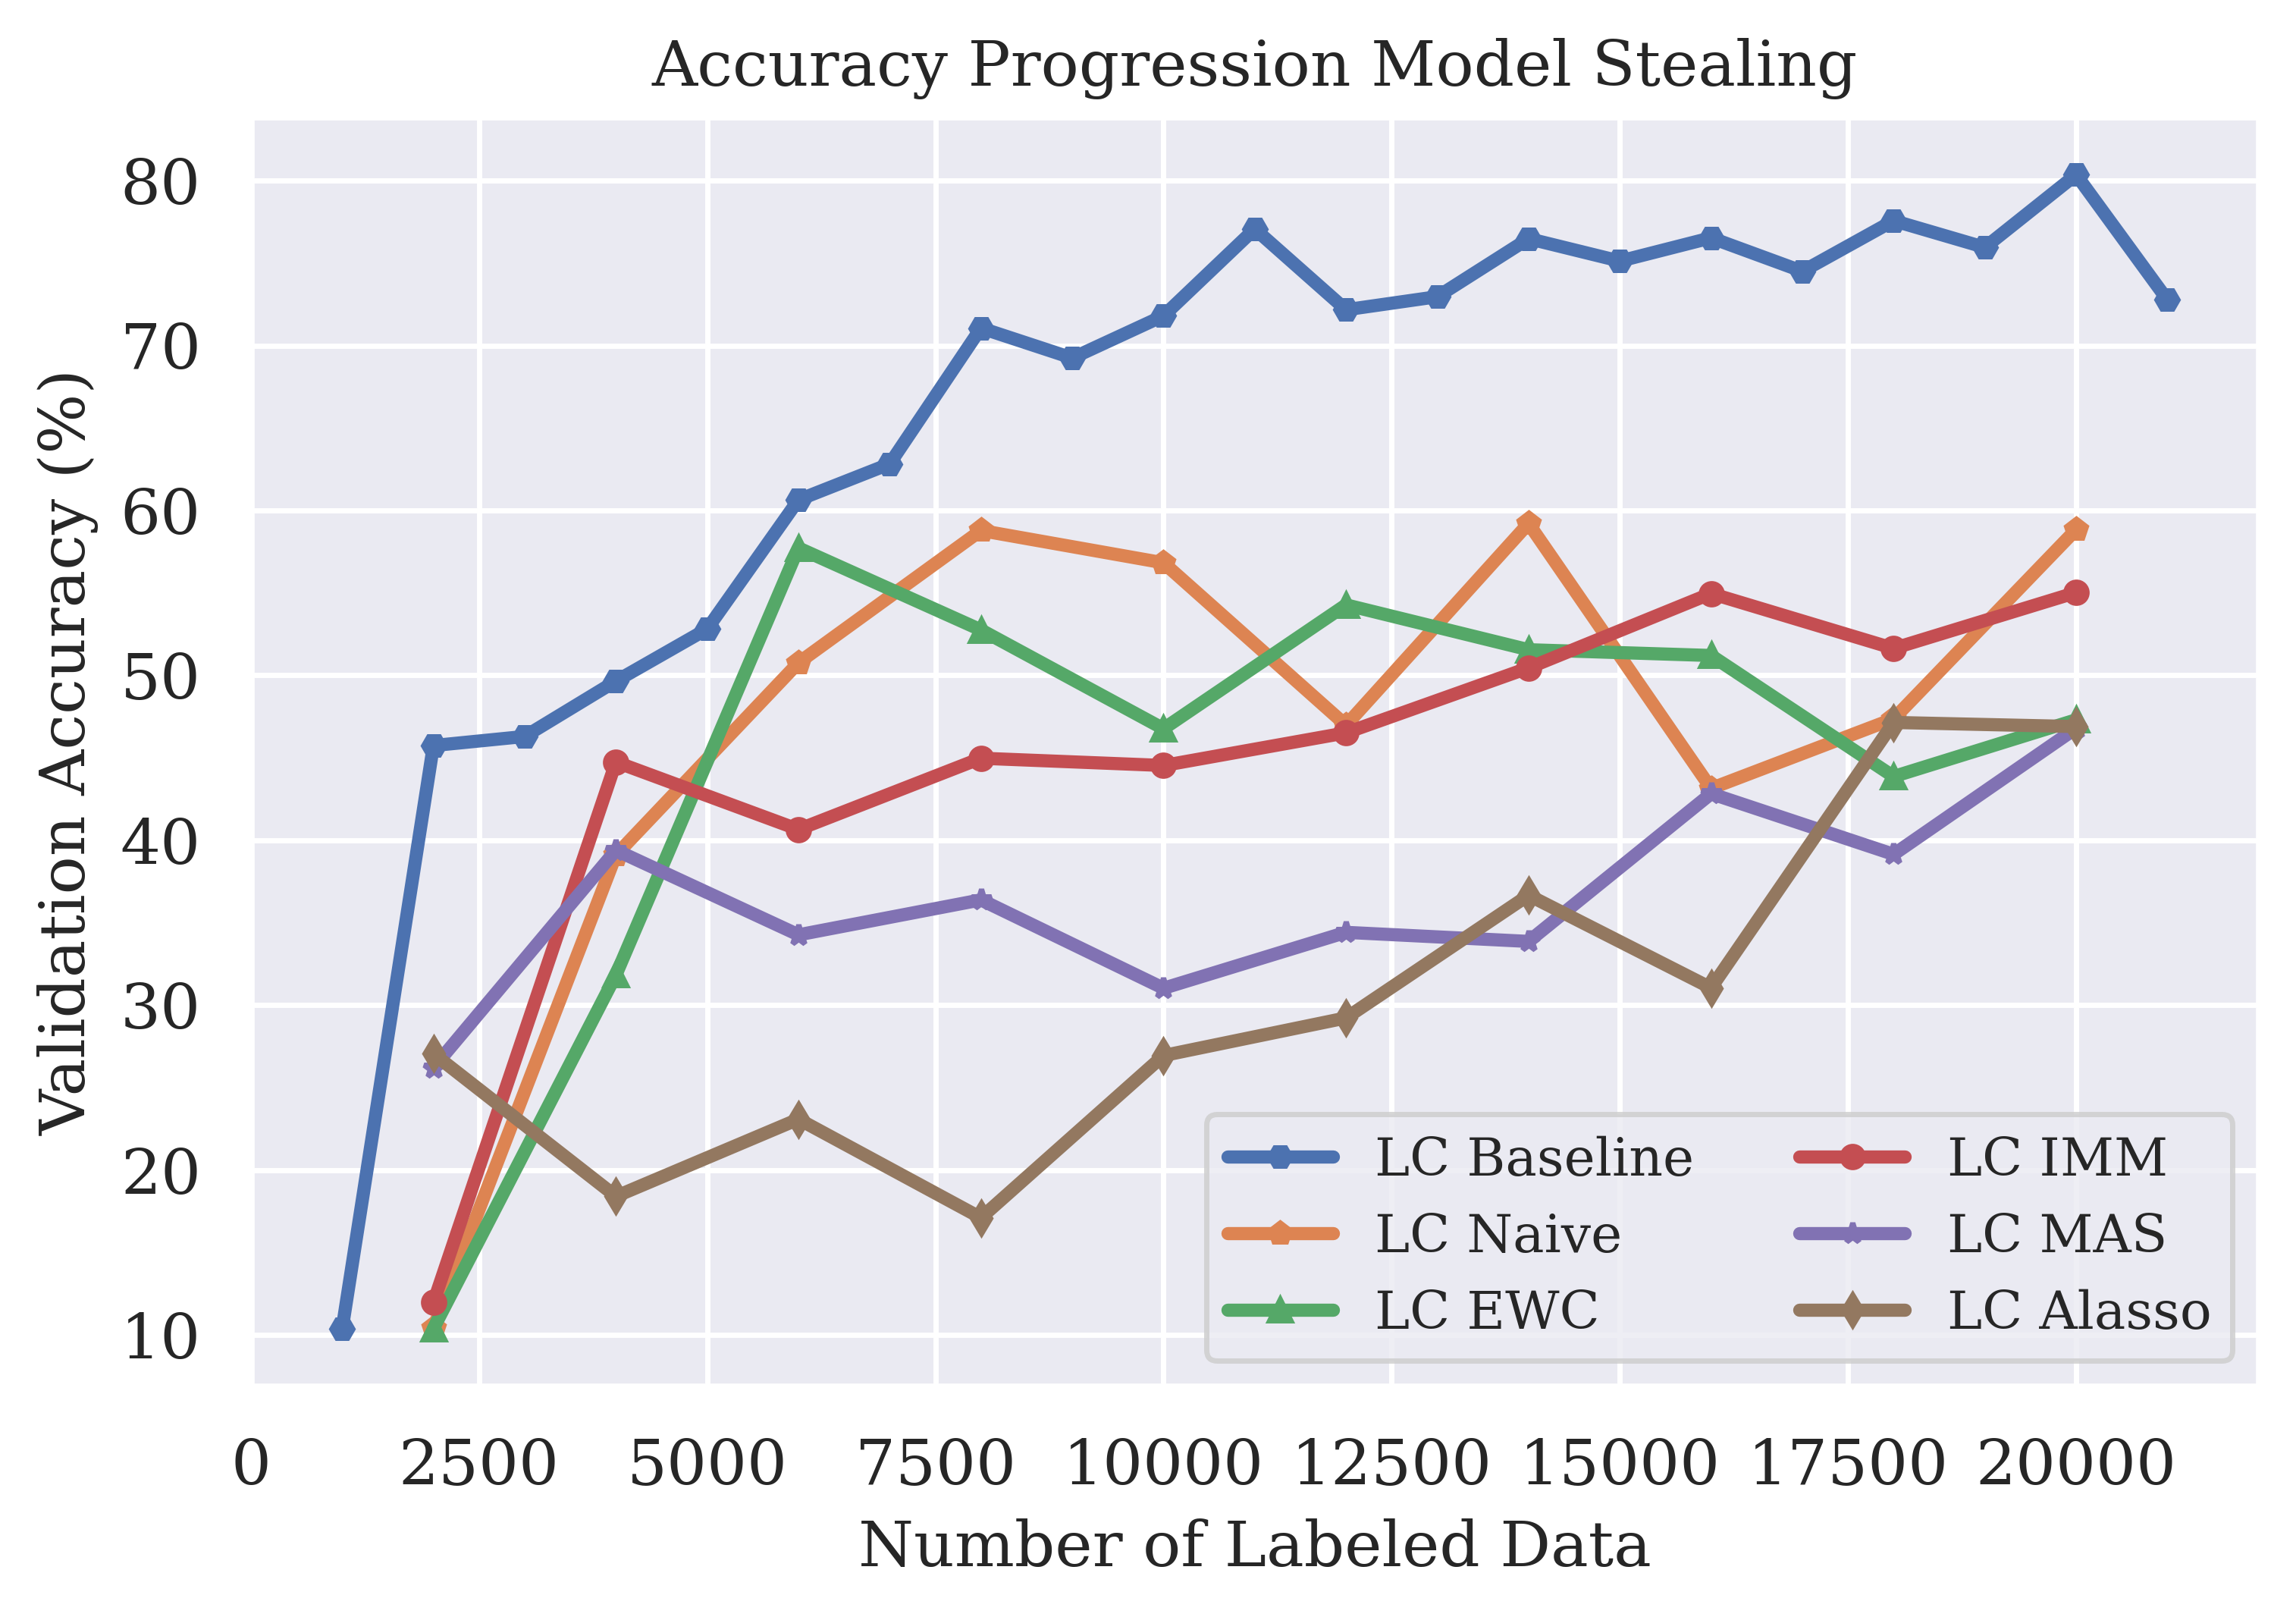 Accuracy Progression Model Stealing
Validation Accuracy (%)
80
70
60
50
40
30
20
10
LC Baseline
LC Naive
LC EWC
LC IMM
LC MAS
LC Alasso
0 2500 5000 7500 10000 12500 15000 17500 20000
Number of Labeled Data